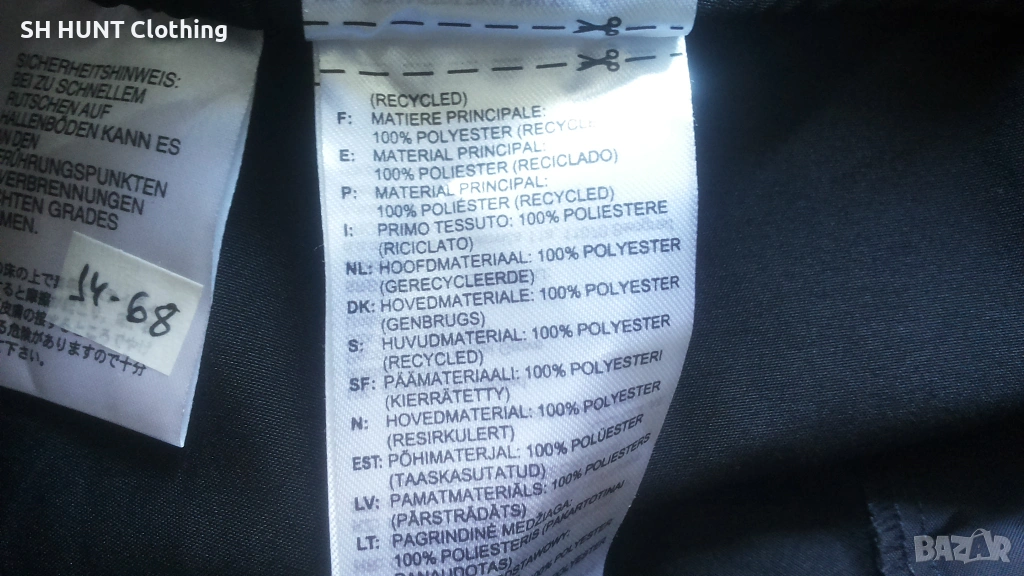 SH HUNT Clothing
SICHERHEITSHINWEIS:
BEI ZU SCHNELLEM
RUTSCHEN AUF
HALLENBÖDEN KANN ES
DEN
VERBRENNUNGEN
GRADES
14-68
(RECYCLED)
F: MATIERE PRINCIPALE:
100% POLYESTER
E: MATERIAL PRINCIPAL:
100% POLIESTER (RECICLADO)
P: MATERIAL PRINCIPAL:
100% POLIÉSTER (RECYCLED)
I: PRIMO TESSUTO: 100% POLIESTERE
(RICICLATO)
NL: HOOFDMATERIAAL: 100% POLYESTER
(GERECYCLEERDE)
DK: HOVEDMATERIALE: 100% POLYESTER
(GENBRUGS)
S: HUVUDMATERIAL: 100% POLYESTER
(RECYCLED)
SF: PÄÄMATERIAALI: 100% POLYESTERI
(KIERRÄTETTY)
N: HOVEDMATERIAL: 100% POLYESTER
(RESIRKULERT)
EST: PÕHIMATERJAL: 100% POLÜESTER
(TAASKASUTATUD)
LV: PAMATMATERIĀLS: 100% POLIESTERS
(PĀRSTRĀDĀTS)
LT: PAGRINDINĖ MEDŽIAGA:
100% POLIESTERIS (PAKARTOTINAI
PANAUDOTAS)
BAZAR